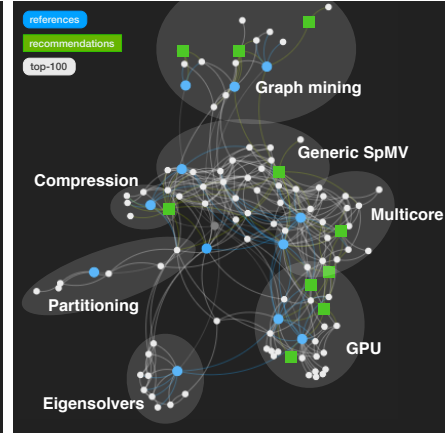 references
recommendations
top-100
Graph mining
Generic SpMV
Compression
Multicore
Partitioning
GPU
Eigensolvers